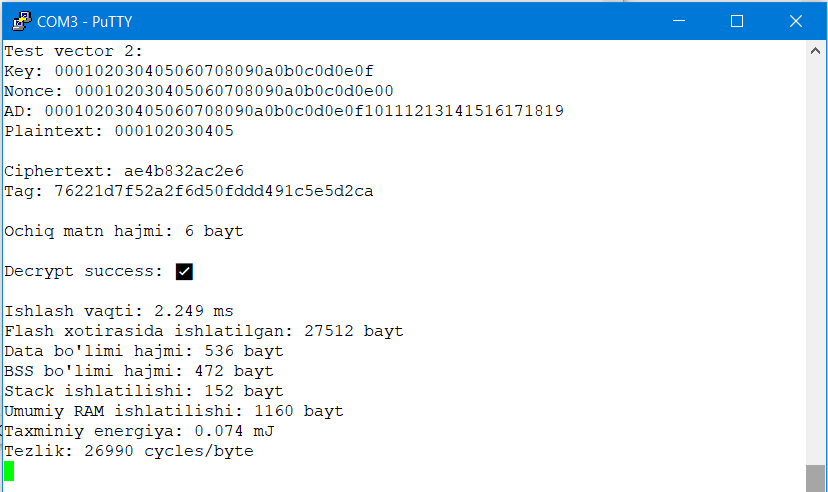 COM3 - PuTTY
Test vector 2:
Key: 000102030405060708090a0b0c0d0e0f
Nonce: 000102030405060708090a0b0c0d0e00
AD: 000102030405060708090a0b0c0d0e0f10111213141516171819
Plaintext: 000102030405
Ciphertext: ae4b832ac2e6
Tag: 76221d7f52a2f6d50fddd491c5e5d2ca
Ochiq matn hajmi: 6 bayt
Decrypt success: ✔
Ishlash vaqti: 2.249 ms
Flash xotirasida ishlatilgan: 27512 bayt
Data bo'limi hajmi: 536 bayt
BSS bo'limi hajmi: 472 bayt
Stack ishlatilishi: 152 bayt
Umumiy RAM ishlatilishi: 1160 bayt
Taxminiy energiya: 0.074 mJ
Tezlik: 26990 cycles/byte